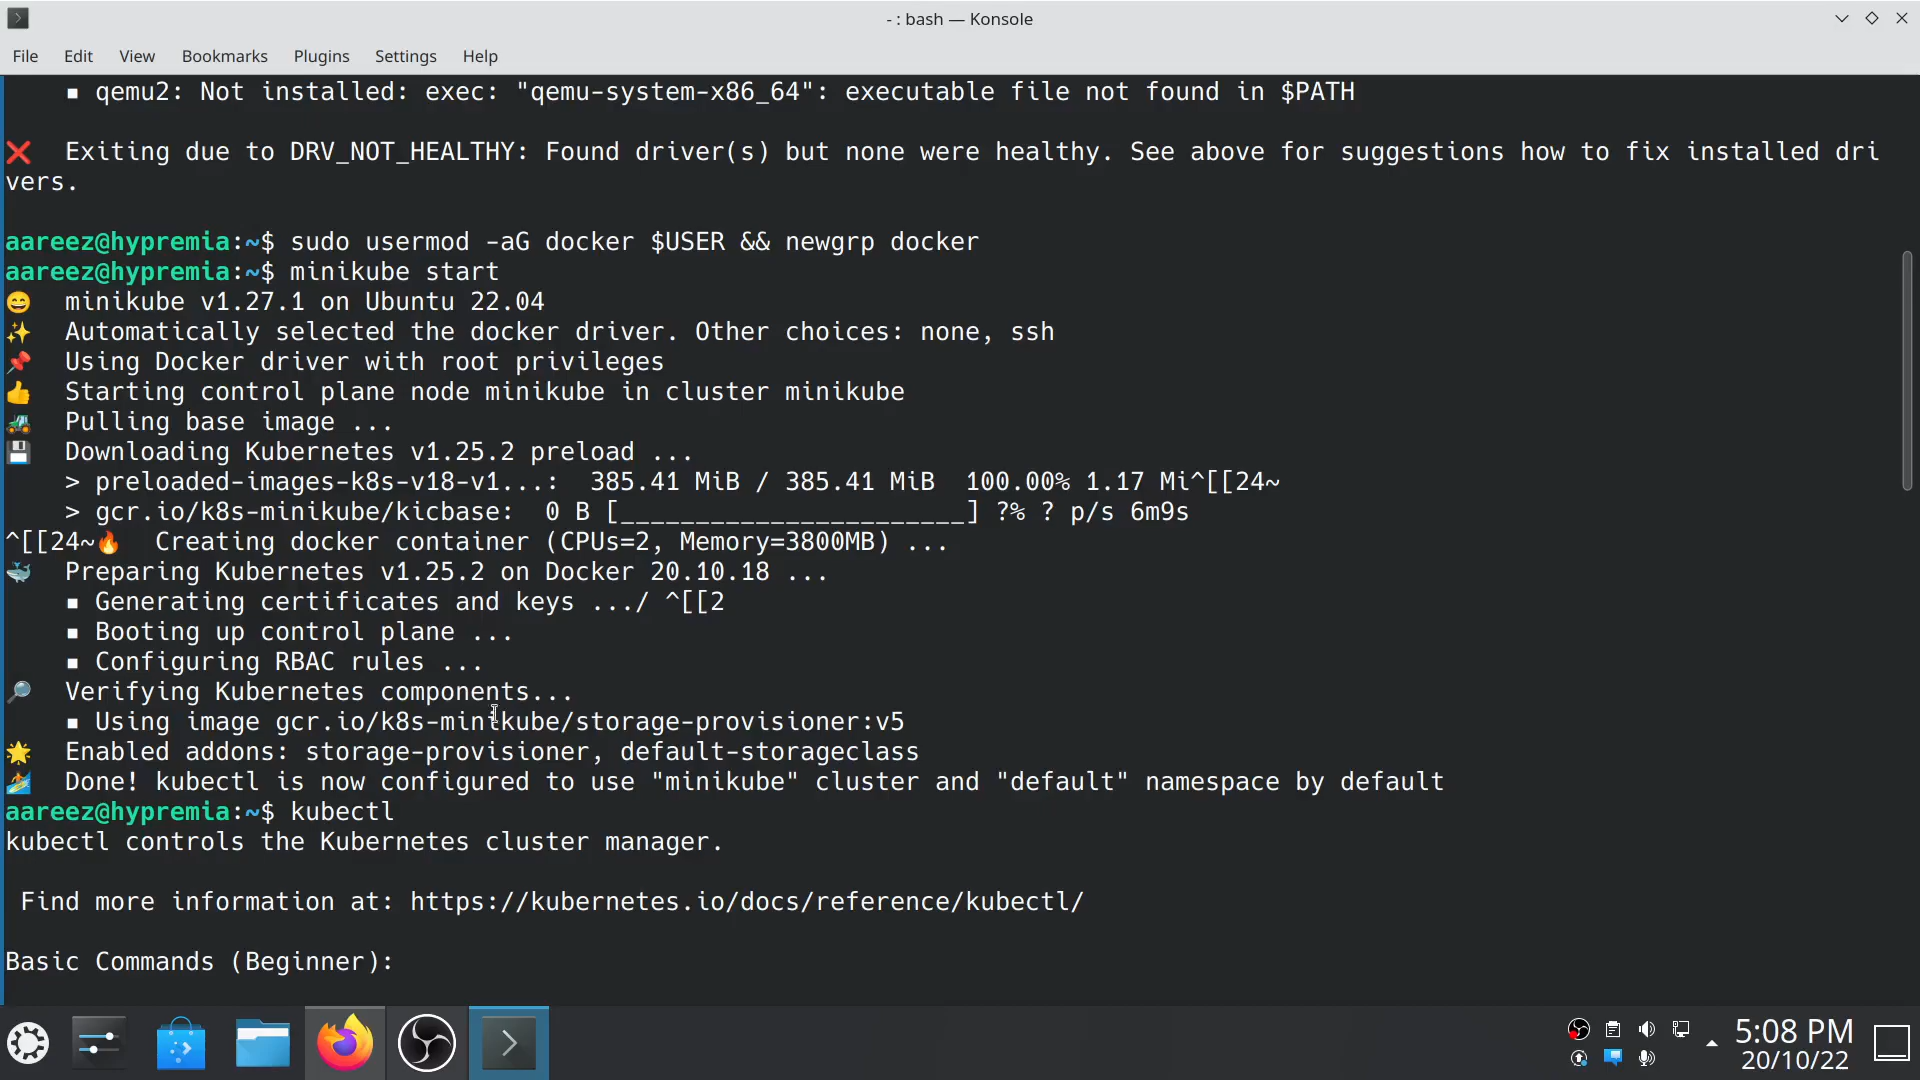 - : bash — Konsole
File Edit View Bookmarks Plugins Settings Help
▪ qemu2: Not installed: exec: "qemu-system-x86_64": executable file not found in $PATH
❌ Exiting due to DRV_NOT_HEALTHY: Found driver(s) but none were healthy. See above for suggestions how to fix installed dri
vers.
aareez@hypremia:~$ sudo usermod -aG docker $USER && newgrp docker
aareez@hypremia:~$ minikube start
😄 minikube v1.27.1 on Ubuntu 22.04
✨ Automatically selected the docker driver. Other choices: none, ssh
📌 Using Docker driver with root privileges
👍 Starting control plane node minikube in cluster minikube
🚜 Pulling base image ...
💾 Downloading Kubernetes v1.25.2 preload ...
> preloaded-images-k8s-v18-v1...: 385.41 MiB / 385.41 MiB 100.00% 1.17 Mi^[[24~
> gcr.io/k8s-minikube/kicbase: 0 B [_______________________] ?% ? p/s 6m9s
^[[24~🔥 Creating docker container (CPUs=2, Memory=3800MB) ...
🐳 Preparing Kubernetes v1.25.2 on Docker 20.10.18 ...
▪ Generating certificates and keys .../ ^[[2
▪ Booting up control plane ...
▪ Configuring RBAC rules ...
🔎 Verifying Kubernetes components...
▪ Using image gcr.io/k8s-minikube/storage-provisioner:v5
🌟 Enabled addons: storage-provisioner, default-storageclass
🏄 Done! kubectl is now configured to use "minikube" cluster and "default" namespace by default
aareez@hypremia:~$ kubectl
kubectl controls the Kubernetes cluster manager.
Find more information at: https://kubernetes.io/docs/reference/kubectl/
Basic Commands (Beginner):
5:08 PM
20/10/22